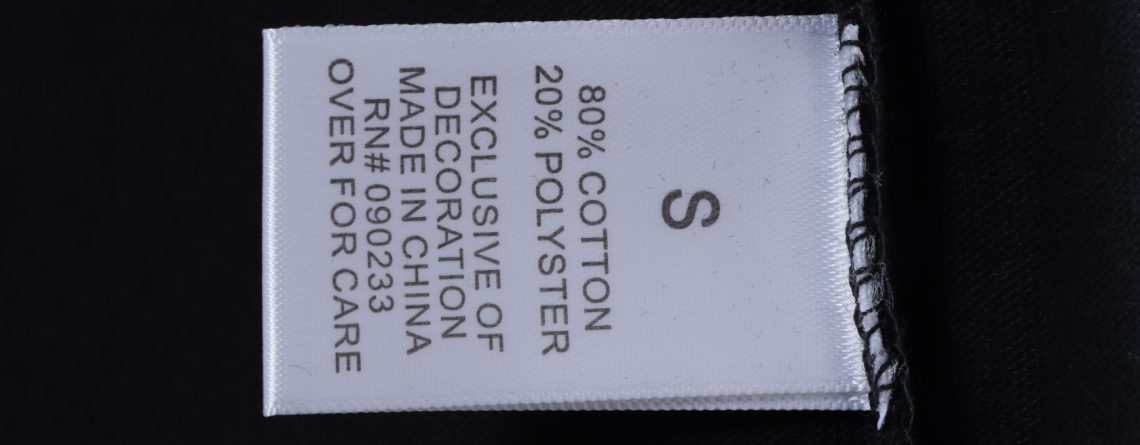 S
80% COTTON
20% POLYSTER
EXCLUSIVE OF
DECORATION
MADE IN CHINA
RN# 090233
OVER FOR CARE